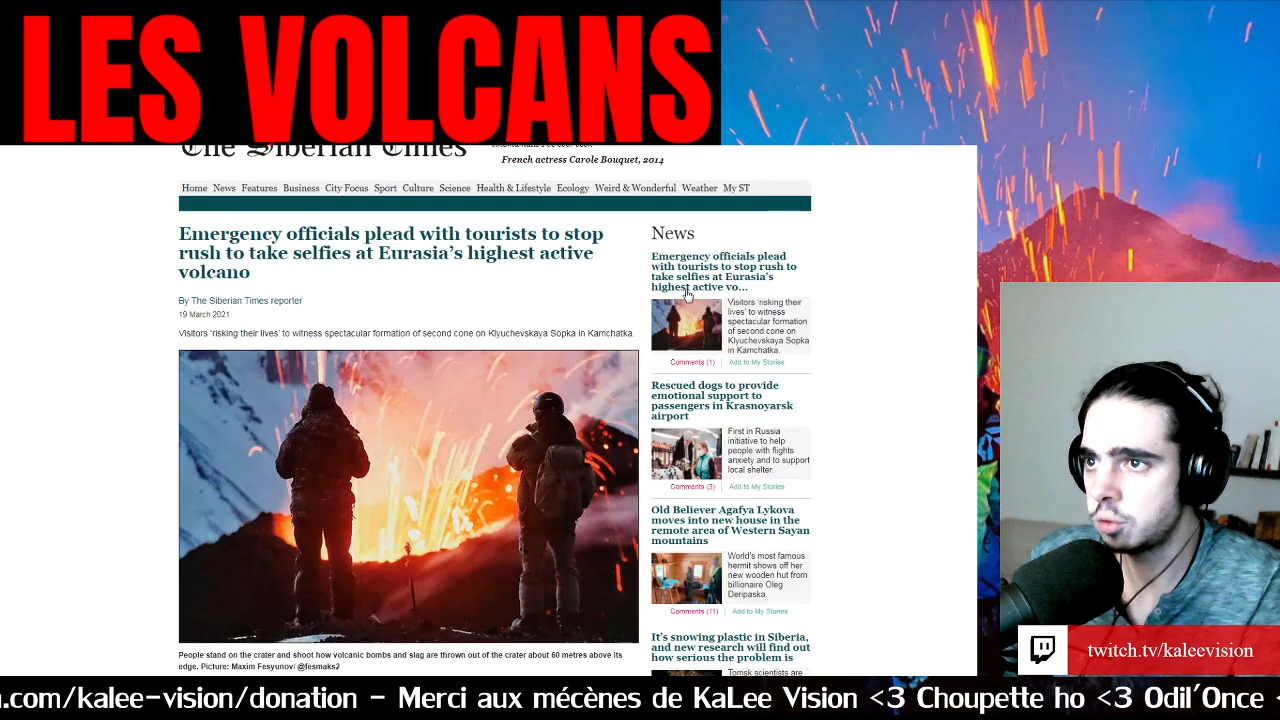 LES VOLCANS
The Siberian Times
French actress Carole Bouquet, 2014
Home News Features Business City Focus Sport Culture Science Health & Lifestyle Ecology Weird & Wonderful Weather My ST
Emergency officials plead with tourists to stop
rush to take selfies at Eurasia's highest active
volcano
By The Siberian Times reporter
19 March 2021
Visitors 'risking their lives' to witness spectacular formation of second cone on Klyuchevskaya Sopka in Kamchatka.
People stand on the crater and shoot how volcanic bombs and slag are thrown out of the crater about 60 metres above its
edge. Picture: Maxim Fesyunov/ @fesmaks2
News
Emergency officials plead
with tourists to stop rush to
take selfies at Eurasia's
highest active vo...
Visitors 'risking their
lives' to witness
spectacular formation
of second cone on
Klyuchevskaya Sopka
in Kamchatka.
Comments (1) Add to My Stories
Rescued dogs to provide
emotional support to
passengers in Krasnoyarsk
airport
First in Russia
initiative to help
people with flights
anxiety and to support
local shelter.
Comments (3) Add to My Stories
Old Believer Agafya Lykova
moves into new house in the
remote area of Western Sayan
mountains
World's most famous
hermit shows off her
new wooden hut from
billionaire Oleg
Deripaska.
Comments (11) Add to My Stories
It's snowing plastic in Siberia,
and new research will find out
how serious the problem is
Tomsk scientists are
twitch.tv/kaleevision
.com/kalee-vision/donation - Merci aux mécènes de KaLee Vision <3 Choupette ho <3 Odil'Once <